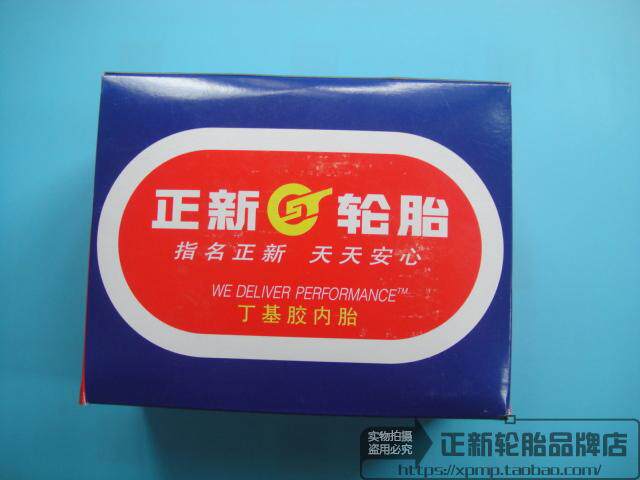 正新 轮胎
指名正新 天天安心
WE DELIVER PERFORMANCE™
丁基胶内胎
实物拍摄
盗用必究
正新轮胎品牌店
https://xpmp.taobao.com/